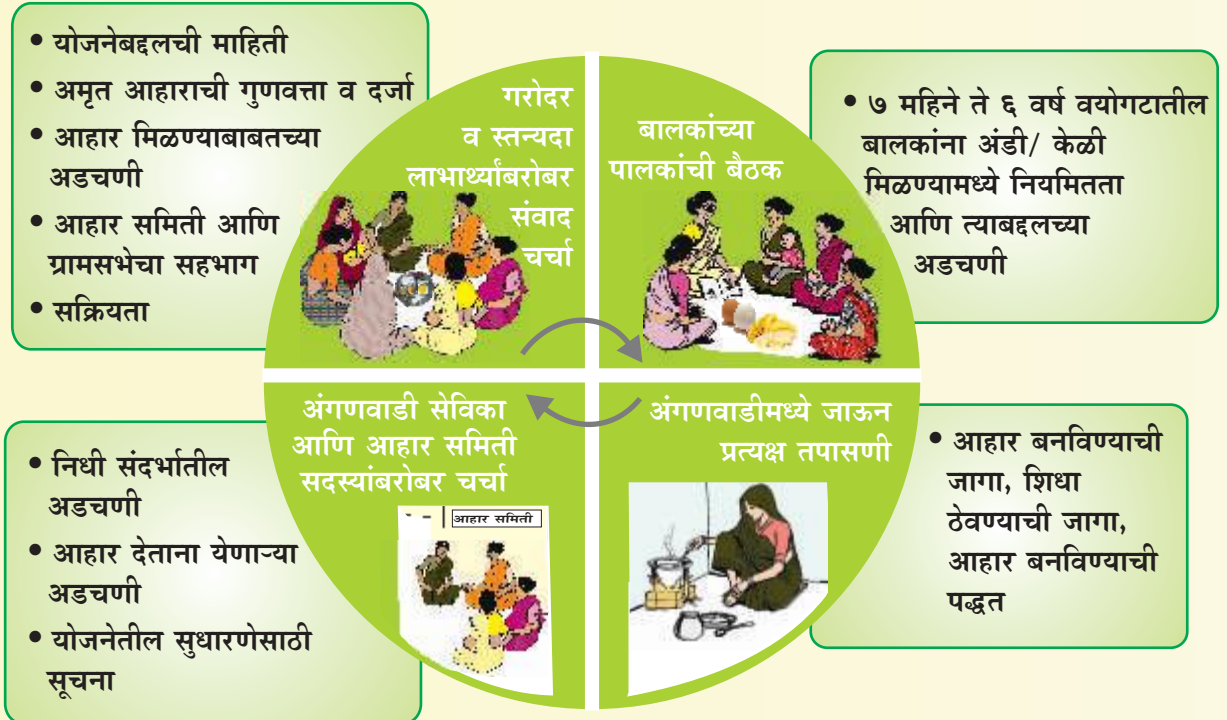 • योजनेबद्दलची माहिती
• अमृत आहाराची गुणवत्ता व दर्जा
• आहार मिळण्याबाबतच्या
अडचणी
• आहार समिती आणि
ग्रामसभेचा सहभाग
• सक्रियता
गरोदर
व स्तन्यदा
लाभार्थ्यांबरोबर
संवाद
चर्चा
बालकांच्या
पालकांची बैठक
• ७ महिने ते ६ वर्ष वयोगटातील
बालकांना अंडी/ केळी
मिळण्यामध्ये नियमितता
आणि त्याबद्दलच्या
अडचणी
• निधी संदर्भातील
अडचणी
• आहार देताना येणाऱ्या
अडचणी
• योजनेतील सुधारणेसाठी
सूचना
अंगणवाडी सेविका
आणि आहार समिती
सदस्यांबरोबर चर्चा
आहार समिती
अंगणवाडीमध्ये जाऊन
प्रत्यक्ष तपासणी
• आहार बनविण्याची
जागा, शिधा
ठेवण्याची जागा,
आहार बनविण्याची
पद्धत